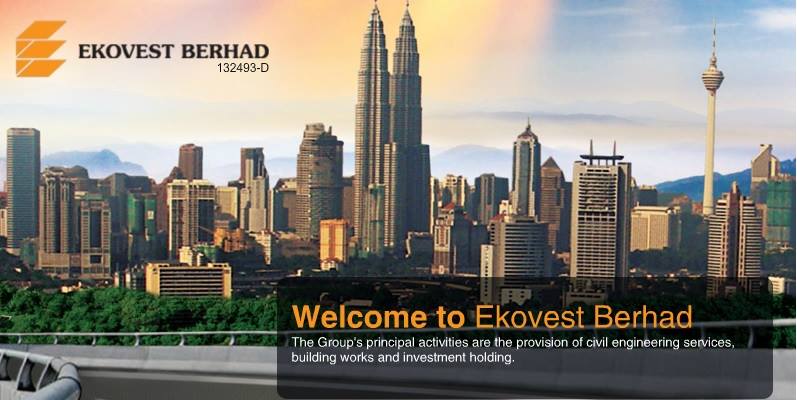 EKOVEST BERHAD
132493-D
Welcome to Ekovest Berhad
The Group's principal activities are the provision of civil engineering services,
building works and investment holding.